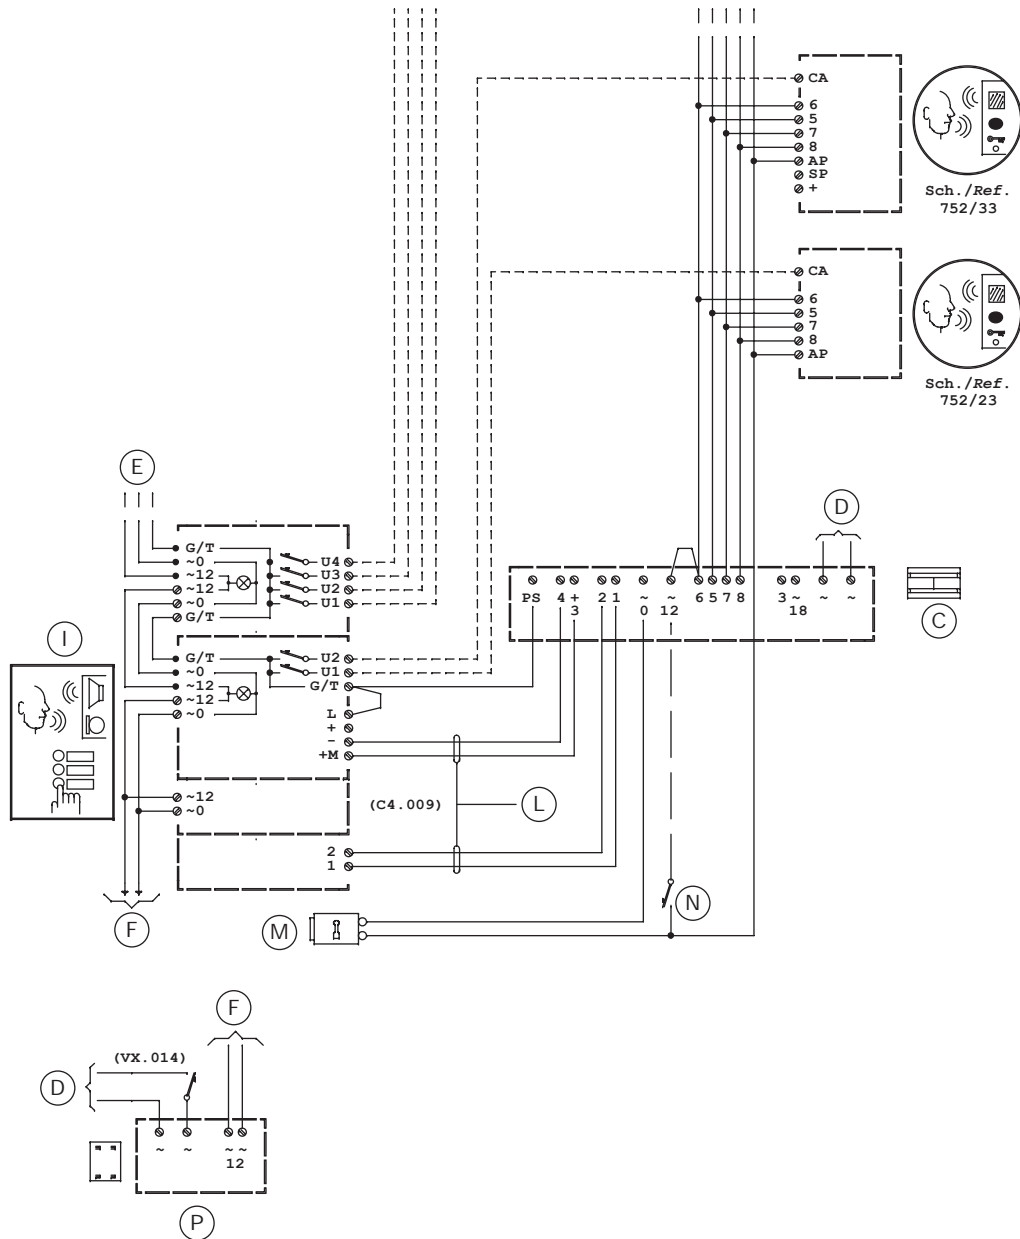 CA
6
5
7
8
AP
SP
+
Sch./Ref.
752/33
CA
6
5
7
8
AP
Sch./Ref.
752/23
E
D
G/T
~0
~12
~12
~0
G/T
U4
U3
U2
U1
PS 4 + 2 1 ~ ~ 6 5 7 8 3 ~ ~ ~
3 0 12 18
C
I
G/T
~0
~12
~12
~0
U2
U1
G/T
L
+
-
+M
~12
~0
(C4.009)
L
2
1
F
M
N
F
(VX.014)
D
~ ~ ~ ~
12
P